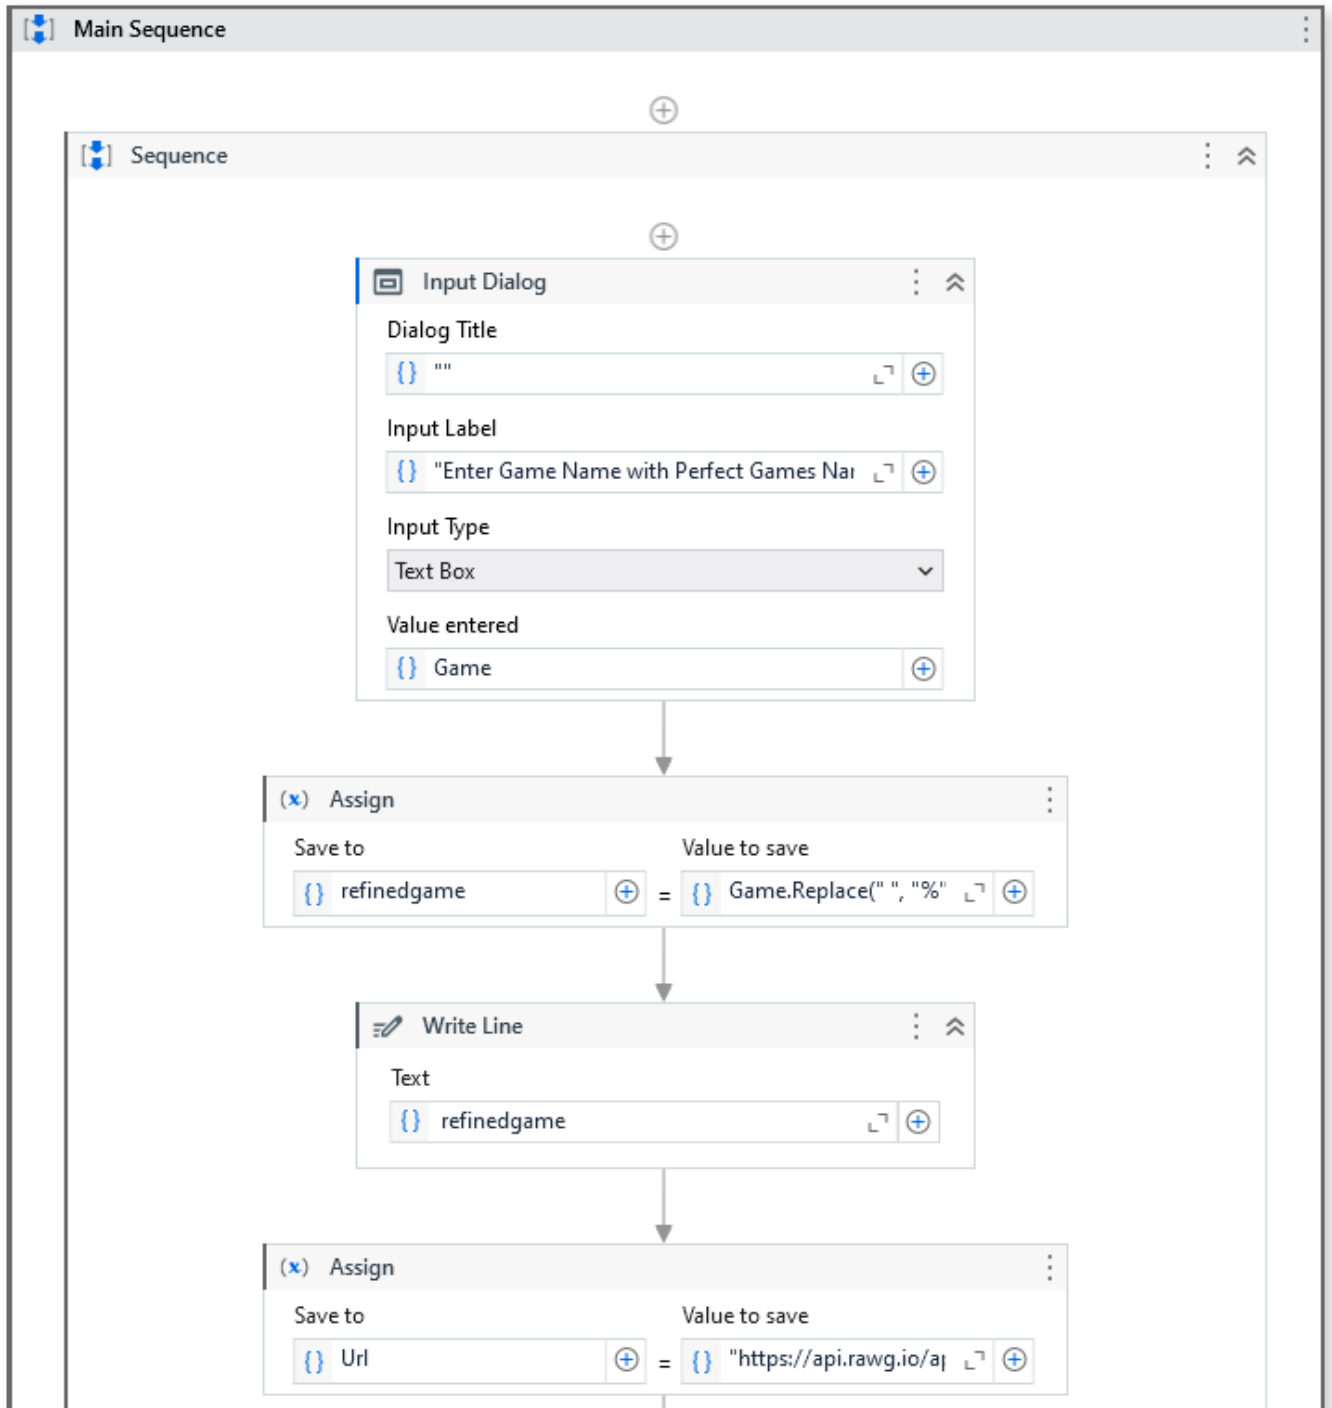 Main Sequence
Sequence
Input Dialog
Dialog Title
{} ""
Input Label
{} "Enter Game Name with Perfect Games Nar
Input Type
Text Box
Value entered
{} Game
(x) Assign
Save to Value to save
{} refinedgame = {} Game.Replace(" ", "%"
Write Line
Text
{} refinedgame
(x) Assign
Save to Value to save
{} Url = {} "https://api.rawg.io/ap